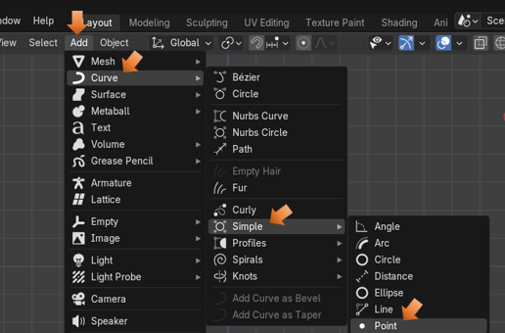 ndow Help Layout Modeling Sculpting UV Editing Texture Paint Shading Ani Sce
View Select Add Object Global
Mesh
Curve
Surface
Metaball
Text
Volume
Grease Pencil
Armature
Lattice
Empty
Image
Light
Light Probe
Camera
Speaker
Bézier
Circle
Nurbs Curve
Nurbs Circle
Path
Empty Hair
Fur
Curly
Simple
Profiles
Spirals
Knots
Add Curve as Bevel
Add Curve as Taper
Angle
Arc
Circle
Distance
Ellipse
Line
Point